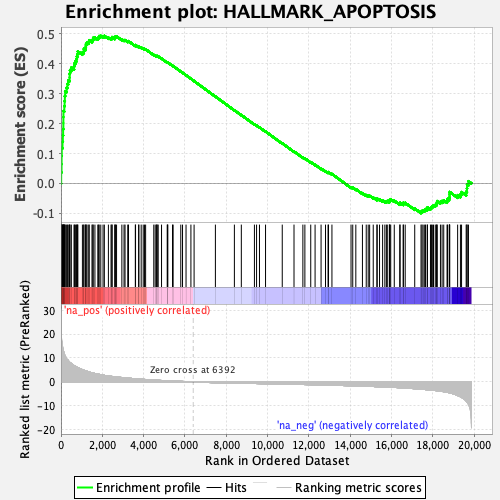 Enrichment plot: HALLMARK_APOPTOSIS
Enrichment score (ES)
0.5
0.4
0.3
0.2
0.1
0.0
-0.1
'na_pos' (positively correlated)
Ranked list metric (PreRanked)
30
20
10
0
-10
-20
Zero cross at 6392
'na_neg' (negatively correlated)
0
2,000
4,000
6,000
8,000
10,000
12,000
14,000
16,000
18,000
20,000
Rank in Ordered Dataset
Enrichment profile
Hits
Ranking metric scores